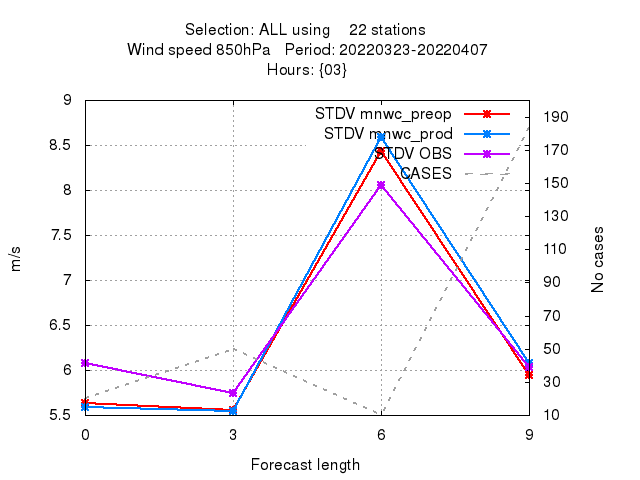 Selection: ALL using    22 stations
Wind speed 850hPa   Period: 20220323-20220407
Hours: {03}
STDV mnwc_preop
STDV mnwc_prod
STDV OBS
CASES
9
8.5
8
7.5
7
6.5
6
5.5
190
170
150
130
110
90
70
50
30
10
m/s
No cases
0 3 6 9
Forecast length